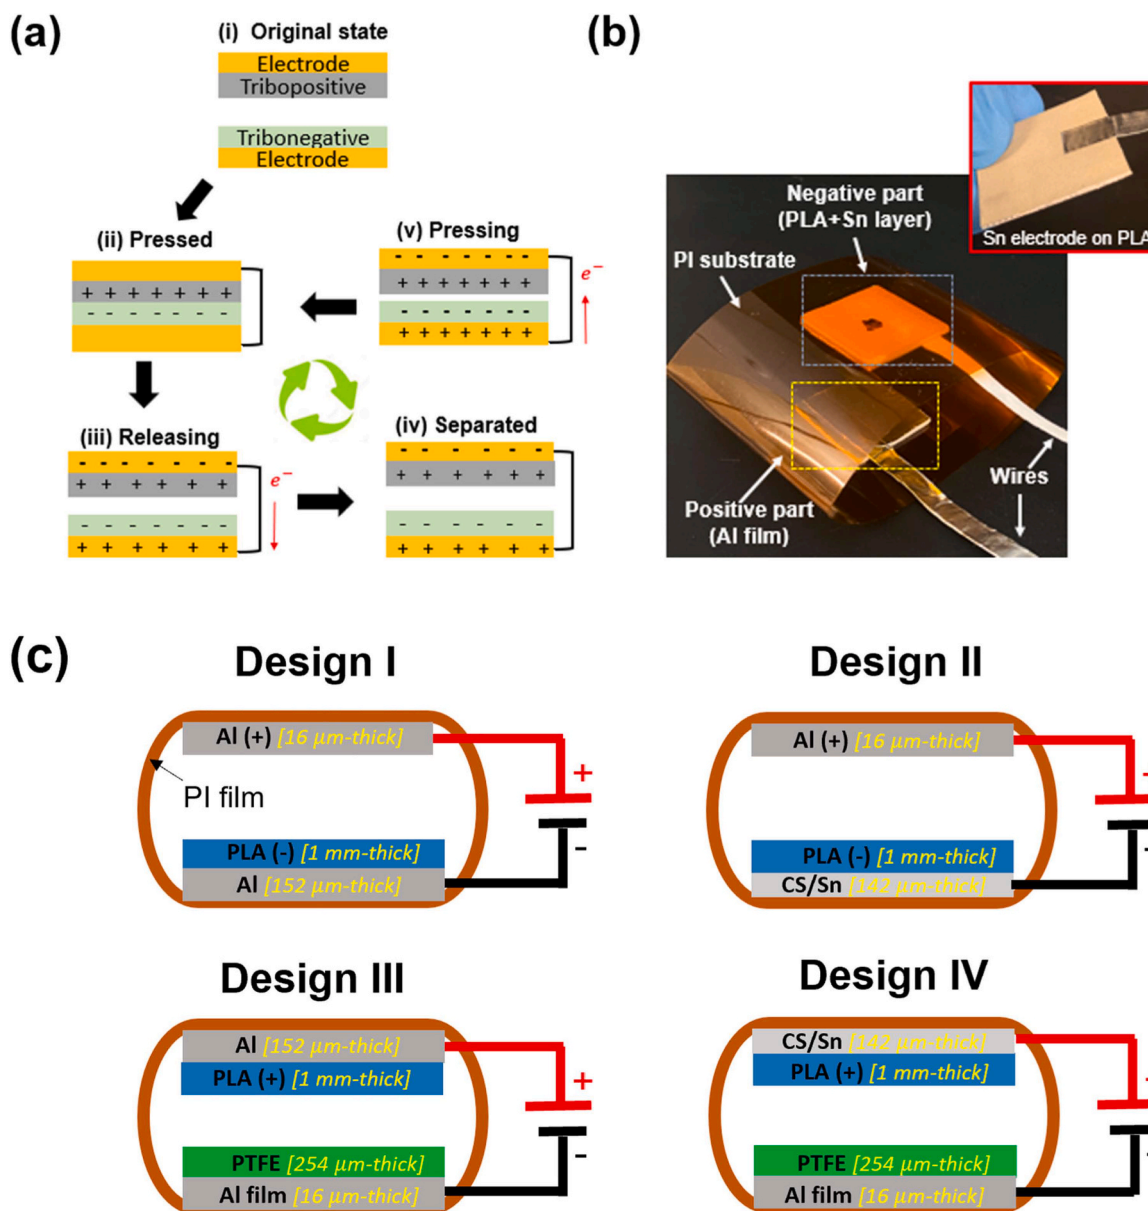 (a)
(i) Original state
Electrode
Tribopositive
Tribonegative
Electrode
(ii) Pressed
+ + + + + + +
- - - - - - -
(v) Pressing
- - - - - - -
+ + + + + + +
- - - - - - -
+ + + + + + +
e⁻
(iii) Releasing
- - - - - - -
+ + + + + +
- - - - - -
+ + + + + +
e⁻
(iv) Separated
- - - - - -
+ + + + + +
- - - - - -
+ + + + + + +
(b)
Sn electrode on PLA
Negative part
(PLA+Sn layer)
PI substrate
Wires
Positive part
(Al film)
(c)
Design I
Al (+) [16 μm-thick]
+
PI film
PLA (-) [1 mm-thick]
-
Al [152 μm-thick]
Design II
Al (+) [16 μm-thick]
+
PLA (-) [1 mm-thick]
-
CS/Sn [142 μm-thick]
Design III
Al [152 μm-thick]
PLA (+) [1 mm-thick]
+
-
PTFE [254 μm-thick]
Al film [16 μm-thick]
Design IV
CS/Sn [142 μm-thick]
PLA (+) [1 mm-thick]
+
-
PTFE [254 μm-thick]
Al film [16 μm-thick]